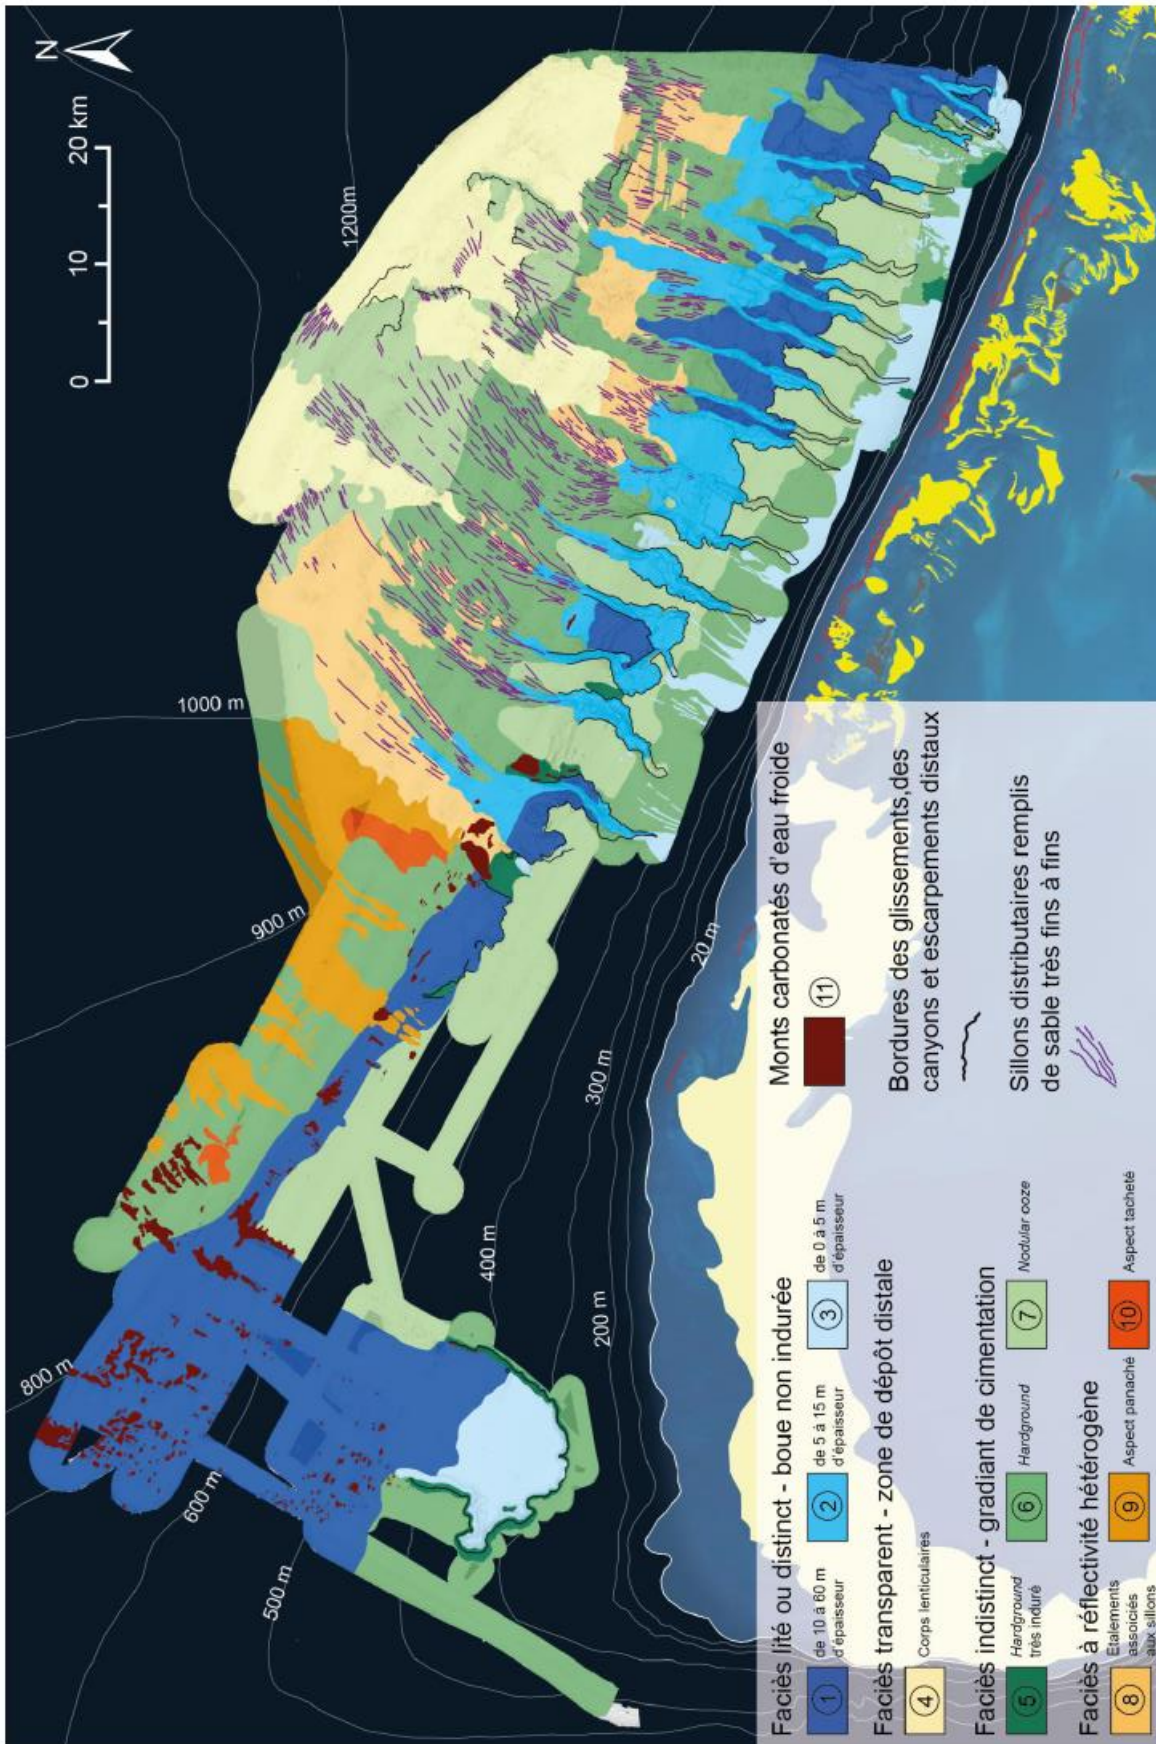 N
0 10 20 km
1200m
1000 m
900 m
800 m
600 m
500 m
400 m
300 m
200 m
20 m
Faciès lité ou distinct - boue non indurée
1 de 10 à 60 m
d'épaisseur
2 de 5 à 15 m
d'épaisseur
3 de 0 à 5 m
d'épaisseur
Faciès transparent - zone de dépôt distale
4 Corps lenticulaires
Faciès indistinct - gradiant de cimentation
5 Hardground
très induré
6 Hardground
7 Nodular ooze
Faciès à réflectivité hétérogène
8 Etalements
associés
aux sillons
9 Aspect panaché
10 Aspect tacheté
Monts carbonatés d'eau froide
11
Bordures des glissements,des
canyons et escarpements distaux
Sillons distributaires remplis
de sable très fins à fins